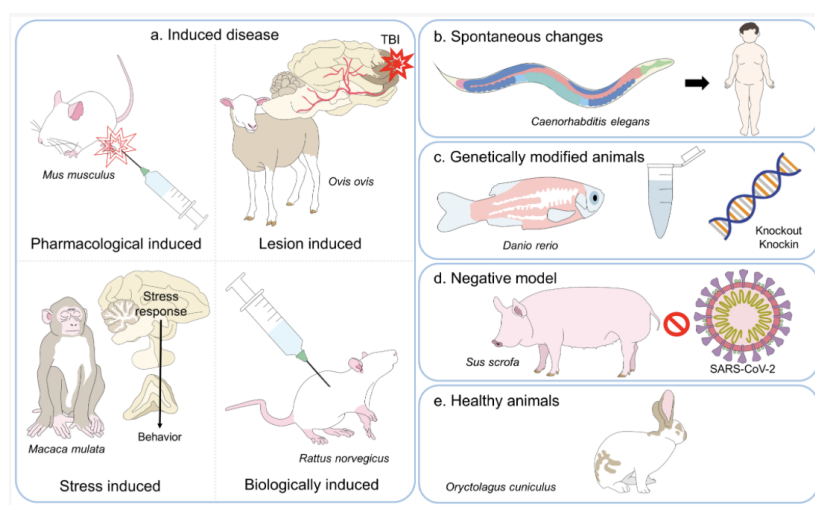 a. Induced disease
TBI
Mus musculus
Ovis ovis
Pharmacological induced
Lesion induced
Stress
response
Behavior
Macaca mulata
Rattus norvegicus
Stress induced
Biologically induced
b. Spontaneous changes
Caenorhabditis elegans
c. Genetically modified animals
Danio rerio
Knockout
Knockin
d. Negative model
Sus scrofa
SARS-CoV-2
e. Healthy animals
Oryctolagus cuniculus